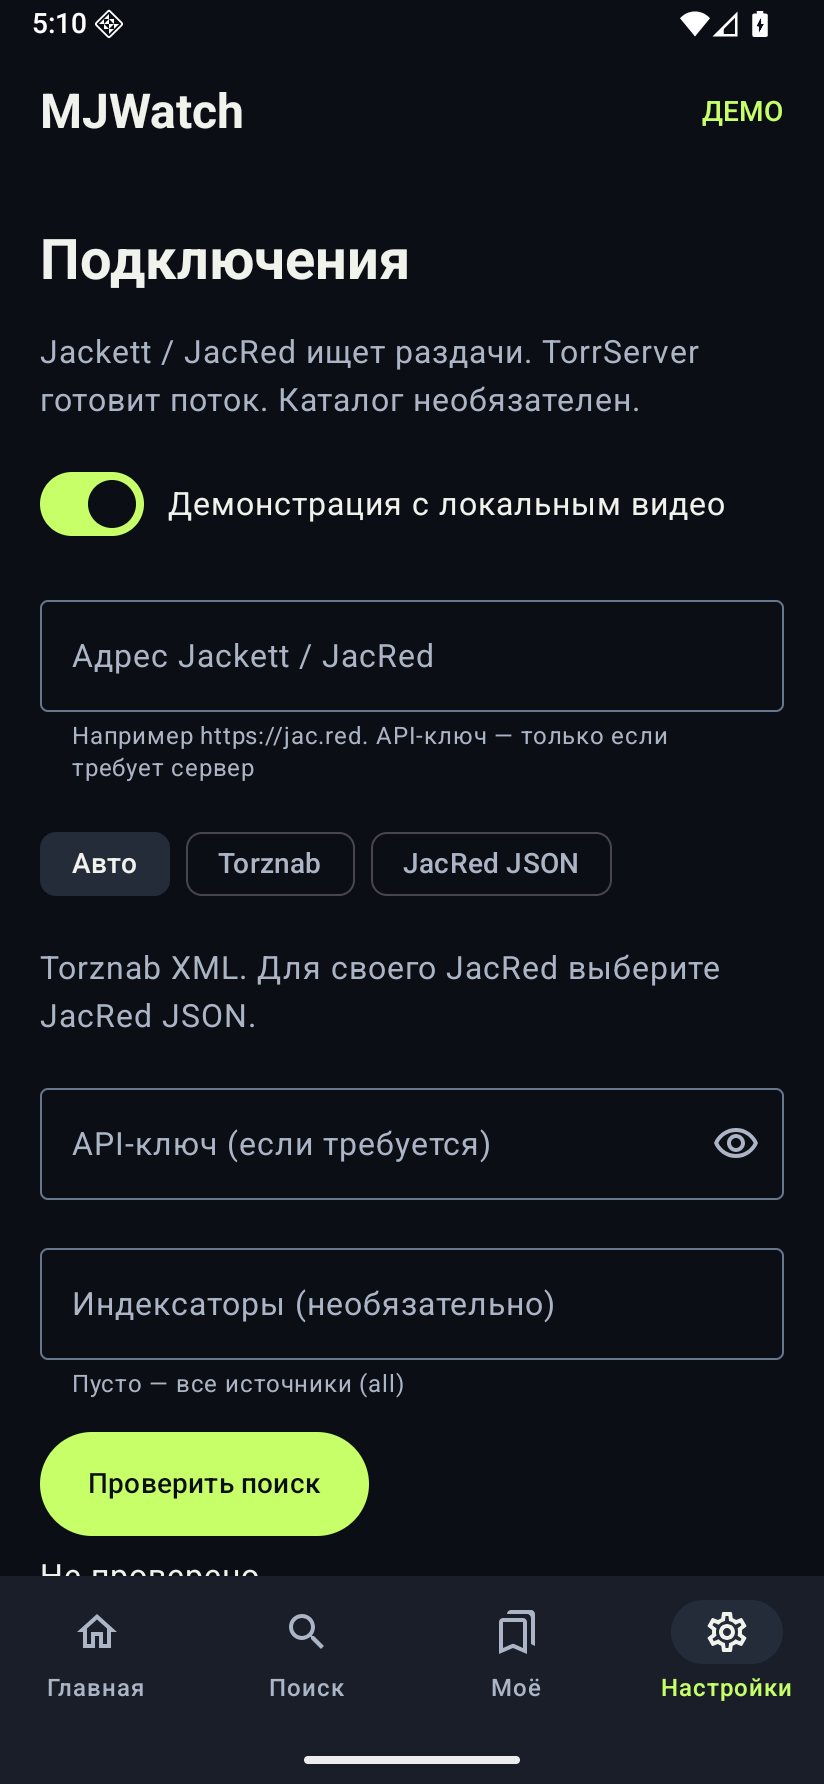 5:10
MJWatch
ДЕМО
Подключения
Jackett / JacRed ищет раздачи. TorrServer
готовит поток. Каталог необязателен.
Демонстрация с локальным видео
Адрес Jackett / JacRed
Например https://jac.red. API-ключ — только если
требует сервер
Авто
Torznab
JacRed JSON
Torznab XML. Для своего JacRed выберите
JacRed JSON.
API-ключ (если требуется)
Индексаторы (необязательно)
Пусто — все источники (all)
Проверить поиск
Не проверено
Главная
Поиск
Моё
Настройки